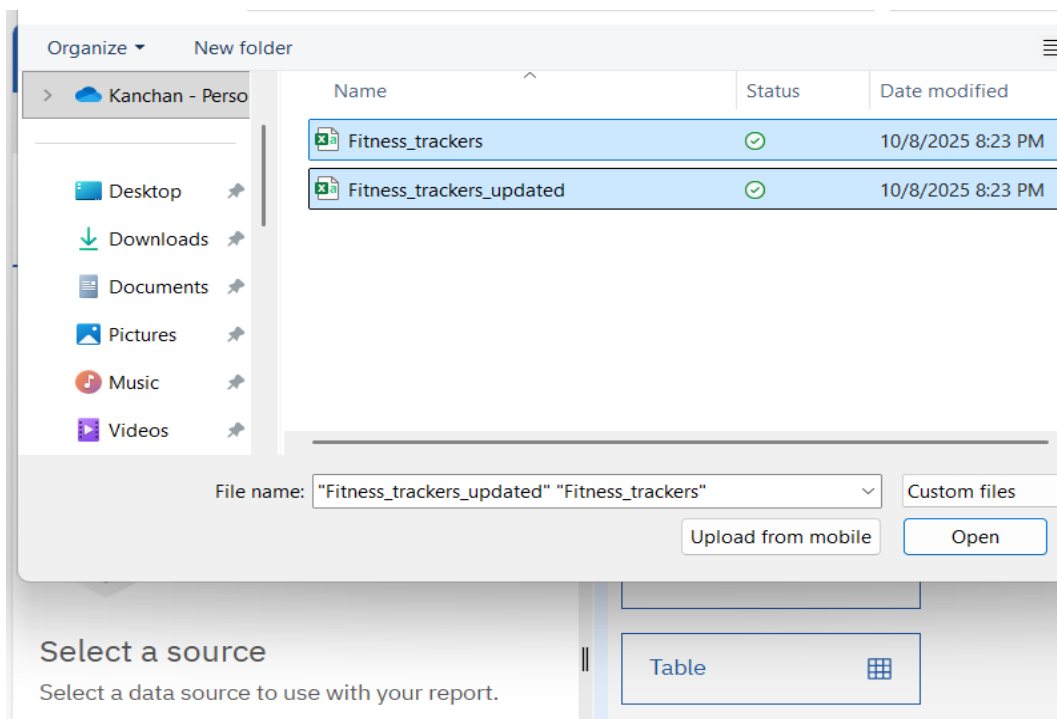 Organize New folder
Kanchan - Perso
Name Status Date modified
Fitness_trackers 10/8/2025 8:23 PM
Fitness_trackers_updated 10/8/2025 8:23 PM
Desktop
Downloads
Documents
Pictures
Music
Videos
File name: "Fitness_trackers_updated" "Fitness_trackers" Custom files
Upload from mobile Open
Select a source
Select a data source to use with your report.
Table